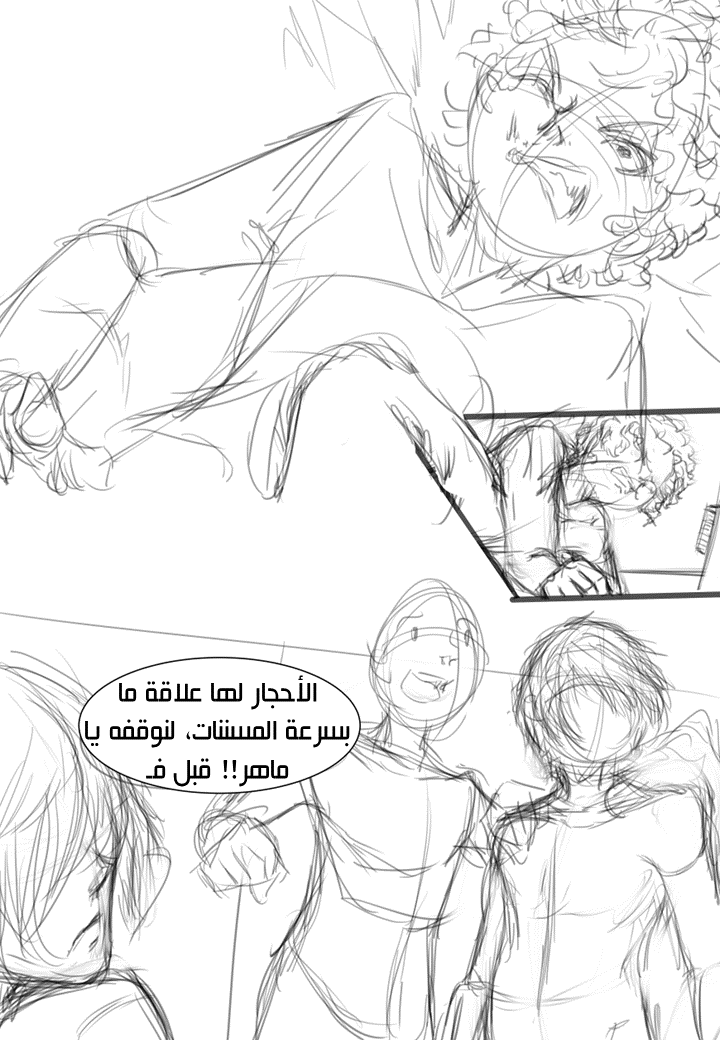 الأحجار لها علاقة ما
بسرعة المسننات، لنوقفه يا
ماهر!! قبل فـ